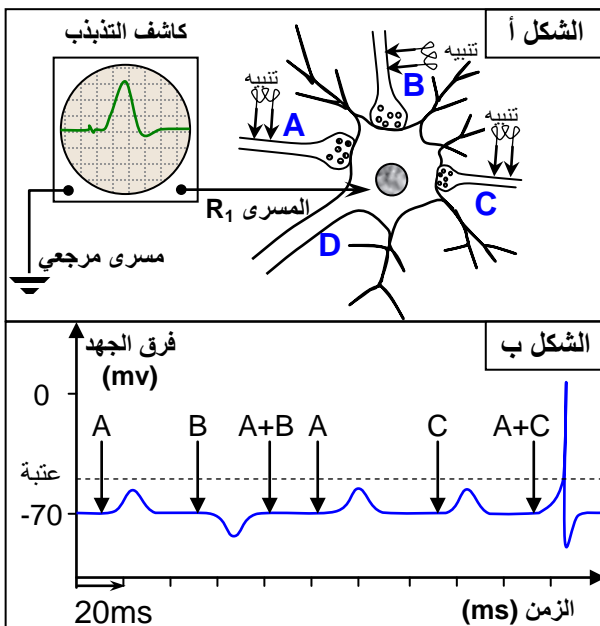 الشكل أ
كاشف التذبذب
تنبيه
تنبيه
تنبيه
A
B
C
D
المسرى R1
مسرى مرجعي
الشكل ب
فرق الجهد
(mv)
0
A B A+B A C A+C
عتبة
-70
20ms
الزمن (ms)